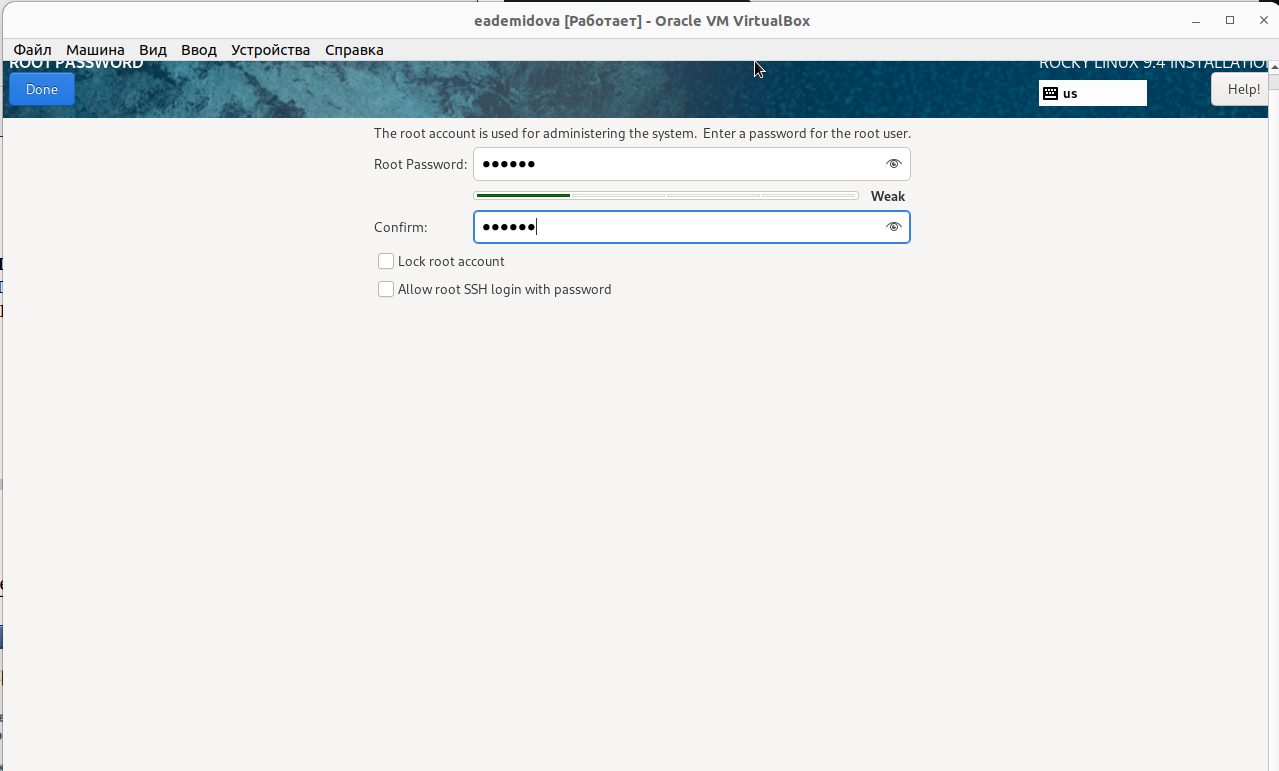 eademidova [Работает] - Oracle VM VirtualBox
Файл Машина Вид Ввод Устройства Справка
ROOT PASSWORD
ROCKY LINUX 9.4 INSTALLATION
Done
us
Help!
The root account is used for administering the system. Enter a password for the root user.
Root Password: ●●●●●●
Weak
Confirm: ●●●●●●
Lock root account
Allow root SSH login with password